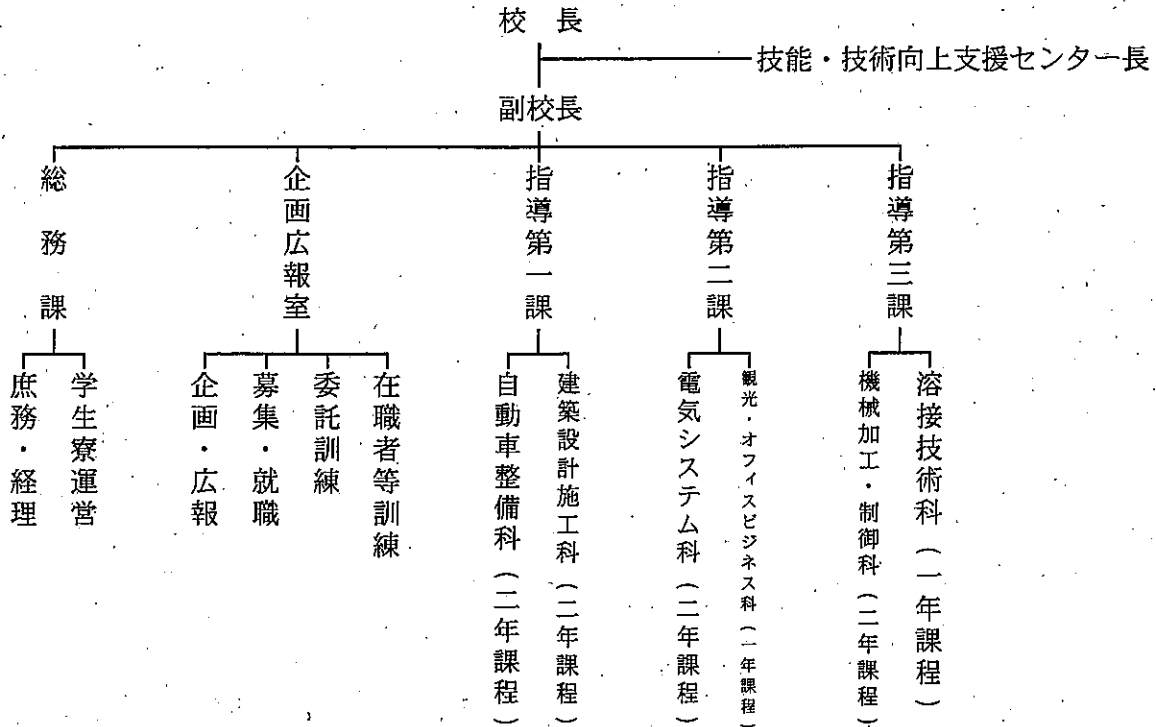 校　長
技能・技術向上支援センター長
副校長
総務課
企画広報室
指導第一課
指導第二課
指導第三課
庶務・経理
学生寮運営
企画・広報
募集・就職
委託訓練
在職者等訓練
自動車整備科（二年課程）
建築設計施工科（二年課程）
電気システム科（二年課程）
観光・オフィスビジネス科（一年課程）
機械加工・制御科（二年課程）
溶接技術科（一年課程）